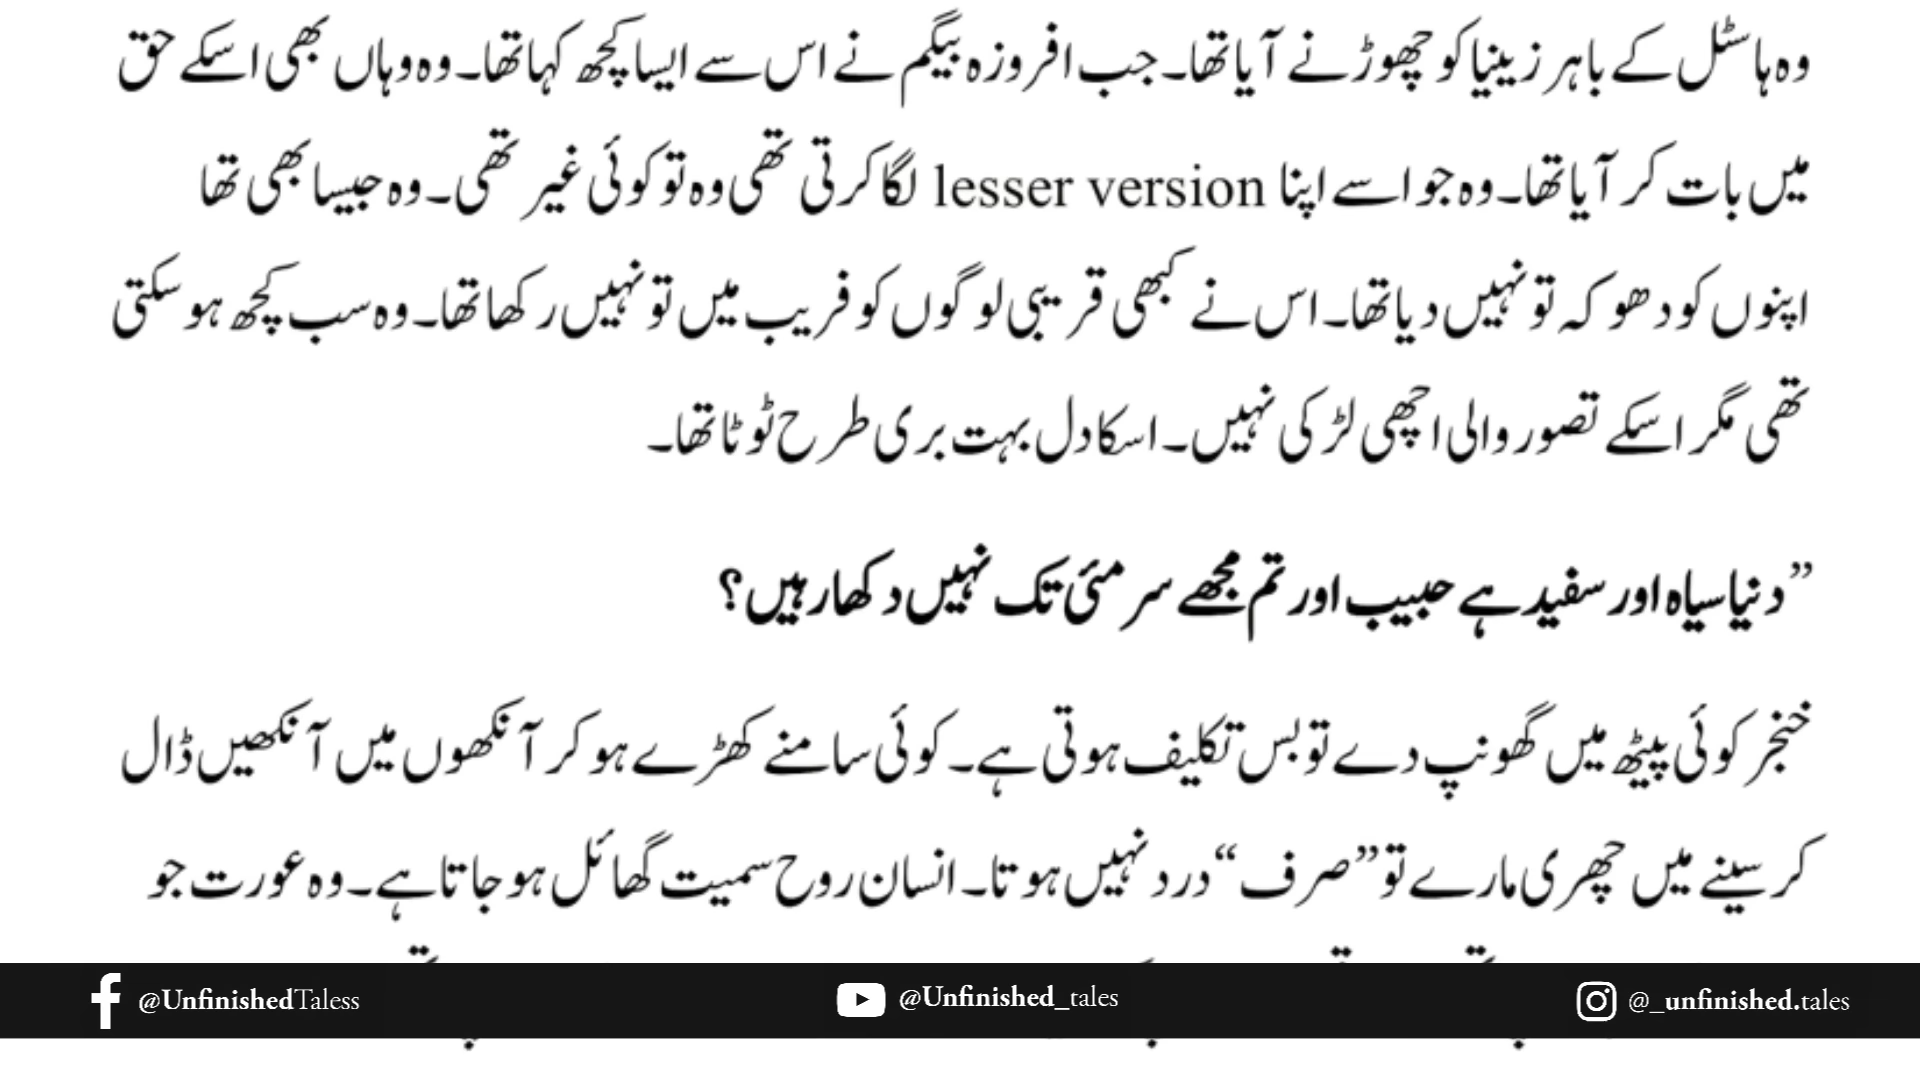 وہ ہاسٹل کے باہر زینیا کو چھوڑنے آیا تھا۔ جب افروزہ بیگم نے اس سے ایسا کچھ کہا تھا۔ وہ وہاں بھی اسکے حق
میں بات کر آیا تھا۔ وہ جو اسے اپنا lesser version لگا کرتی تھی وہ تو کوئی غیر تھی۔ وہ جیسا بھی تھا
اپنوں کو دھوکہ تو نہیں دیا تھا۔ اس نے کبھی قریبی لوگوں کو فریب میں تو نہیں رکھا تھا۔ وہ سب کچھ ہو سکتی
تھی مگر اسکے تصور والی اچھی لڑکی نہیں۔ اسکا دل بہت بری طرح ٹوٹا تھا۔
”دنیا سیاہ اور سفید ہے حبیب اور تم مجھے سرمئی تک نہیں دکھا رہیں؟
خنجر کوئی پیٹھ میں گھونپ دے تو بس تکلیف ہوتی ہے۔ کوئی سامنے کھڑے ہو کر آنکھوں میں آنکھیں ڈال
کر سینے میں چھری مارے تو ”صرف“ درد نہیں ہوتا۔ انسان روح سمیت گھائل ہو جاتا ہے۔ وہ عورت جو
@UnfinishedTaless @Unfinished_tales @_unfinished.tales